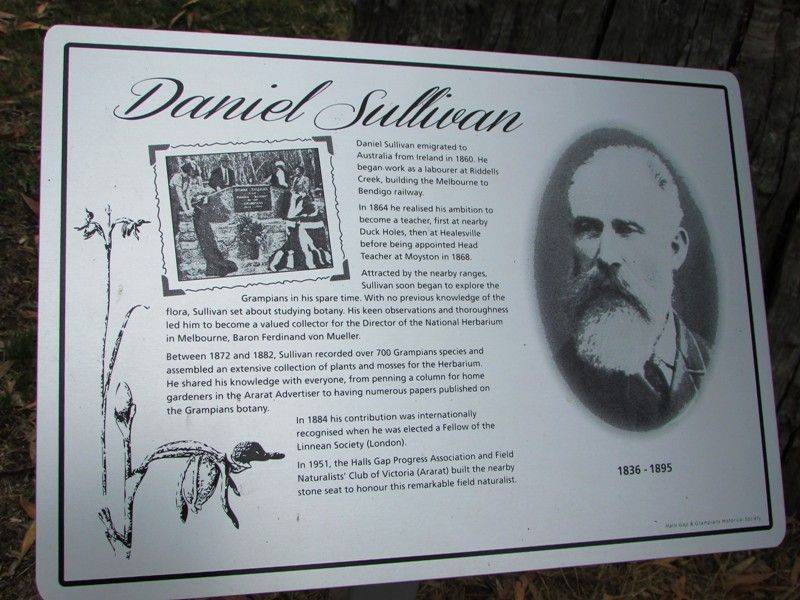 Daniel Sullivan
Daniel Sullivan emigrated to
Australia from Ireland in 1860. He
began work as a labourer at Riddells
Creek, building the Melbourne to
Bendigo railway.
In 1864 he realised his ambition to
become a teacher, first at nearby
Duck Holes, then at Healesville
before being appointed Head
Teacher at Moyston in 1868.
Attracted by the nearby ranges,
Sullivan soon began to explore the
Grampians in his spare time. With no previous knowledge of the
flora, Sullivan set about studying botany. His keen observations and thoroughness
led him to become a valued collector for the Director of the National Herbarium
in Melbourne, Baron Ferdinand von Mueller.
Between 1872 and 1882, Sullivan recorded over 700 Grampians species and
assembled an extensive collection of plants and mosses for the Herbarium.
He shared his knowledge with everyone, from penning a column for home
gardeners in the Ararat Advertiser to having numerous papers published on
the Grampians botany.
In 1884 his contribution was internationally
recognised when he was elected a Fellow of the
Linnean Society (London).
In 1951, the Halls Gap Progress Association and Field
Naturalists' Club of Victoria (Ararat) built the nearby
stone seat to honour this remarkable field naturalist.
1836 - 1895
Halls Gap & Grampians Historical Society